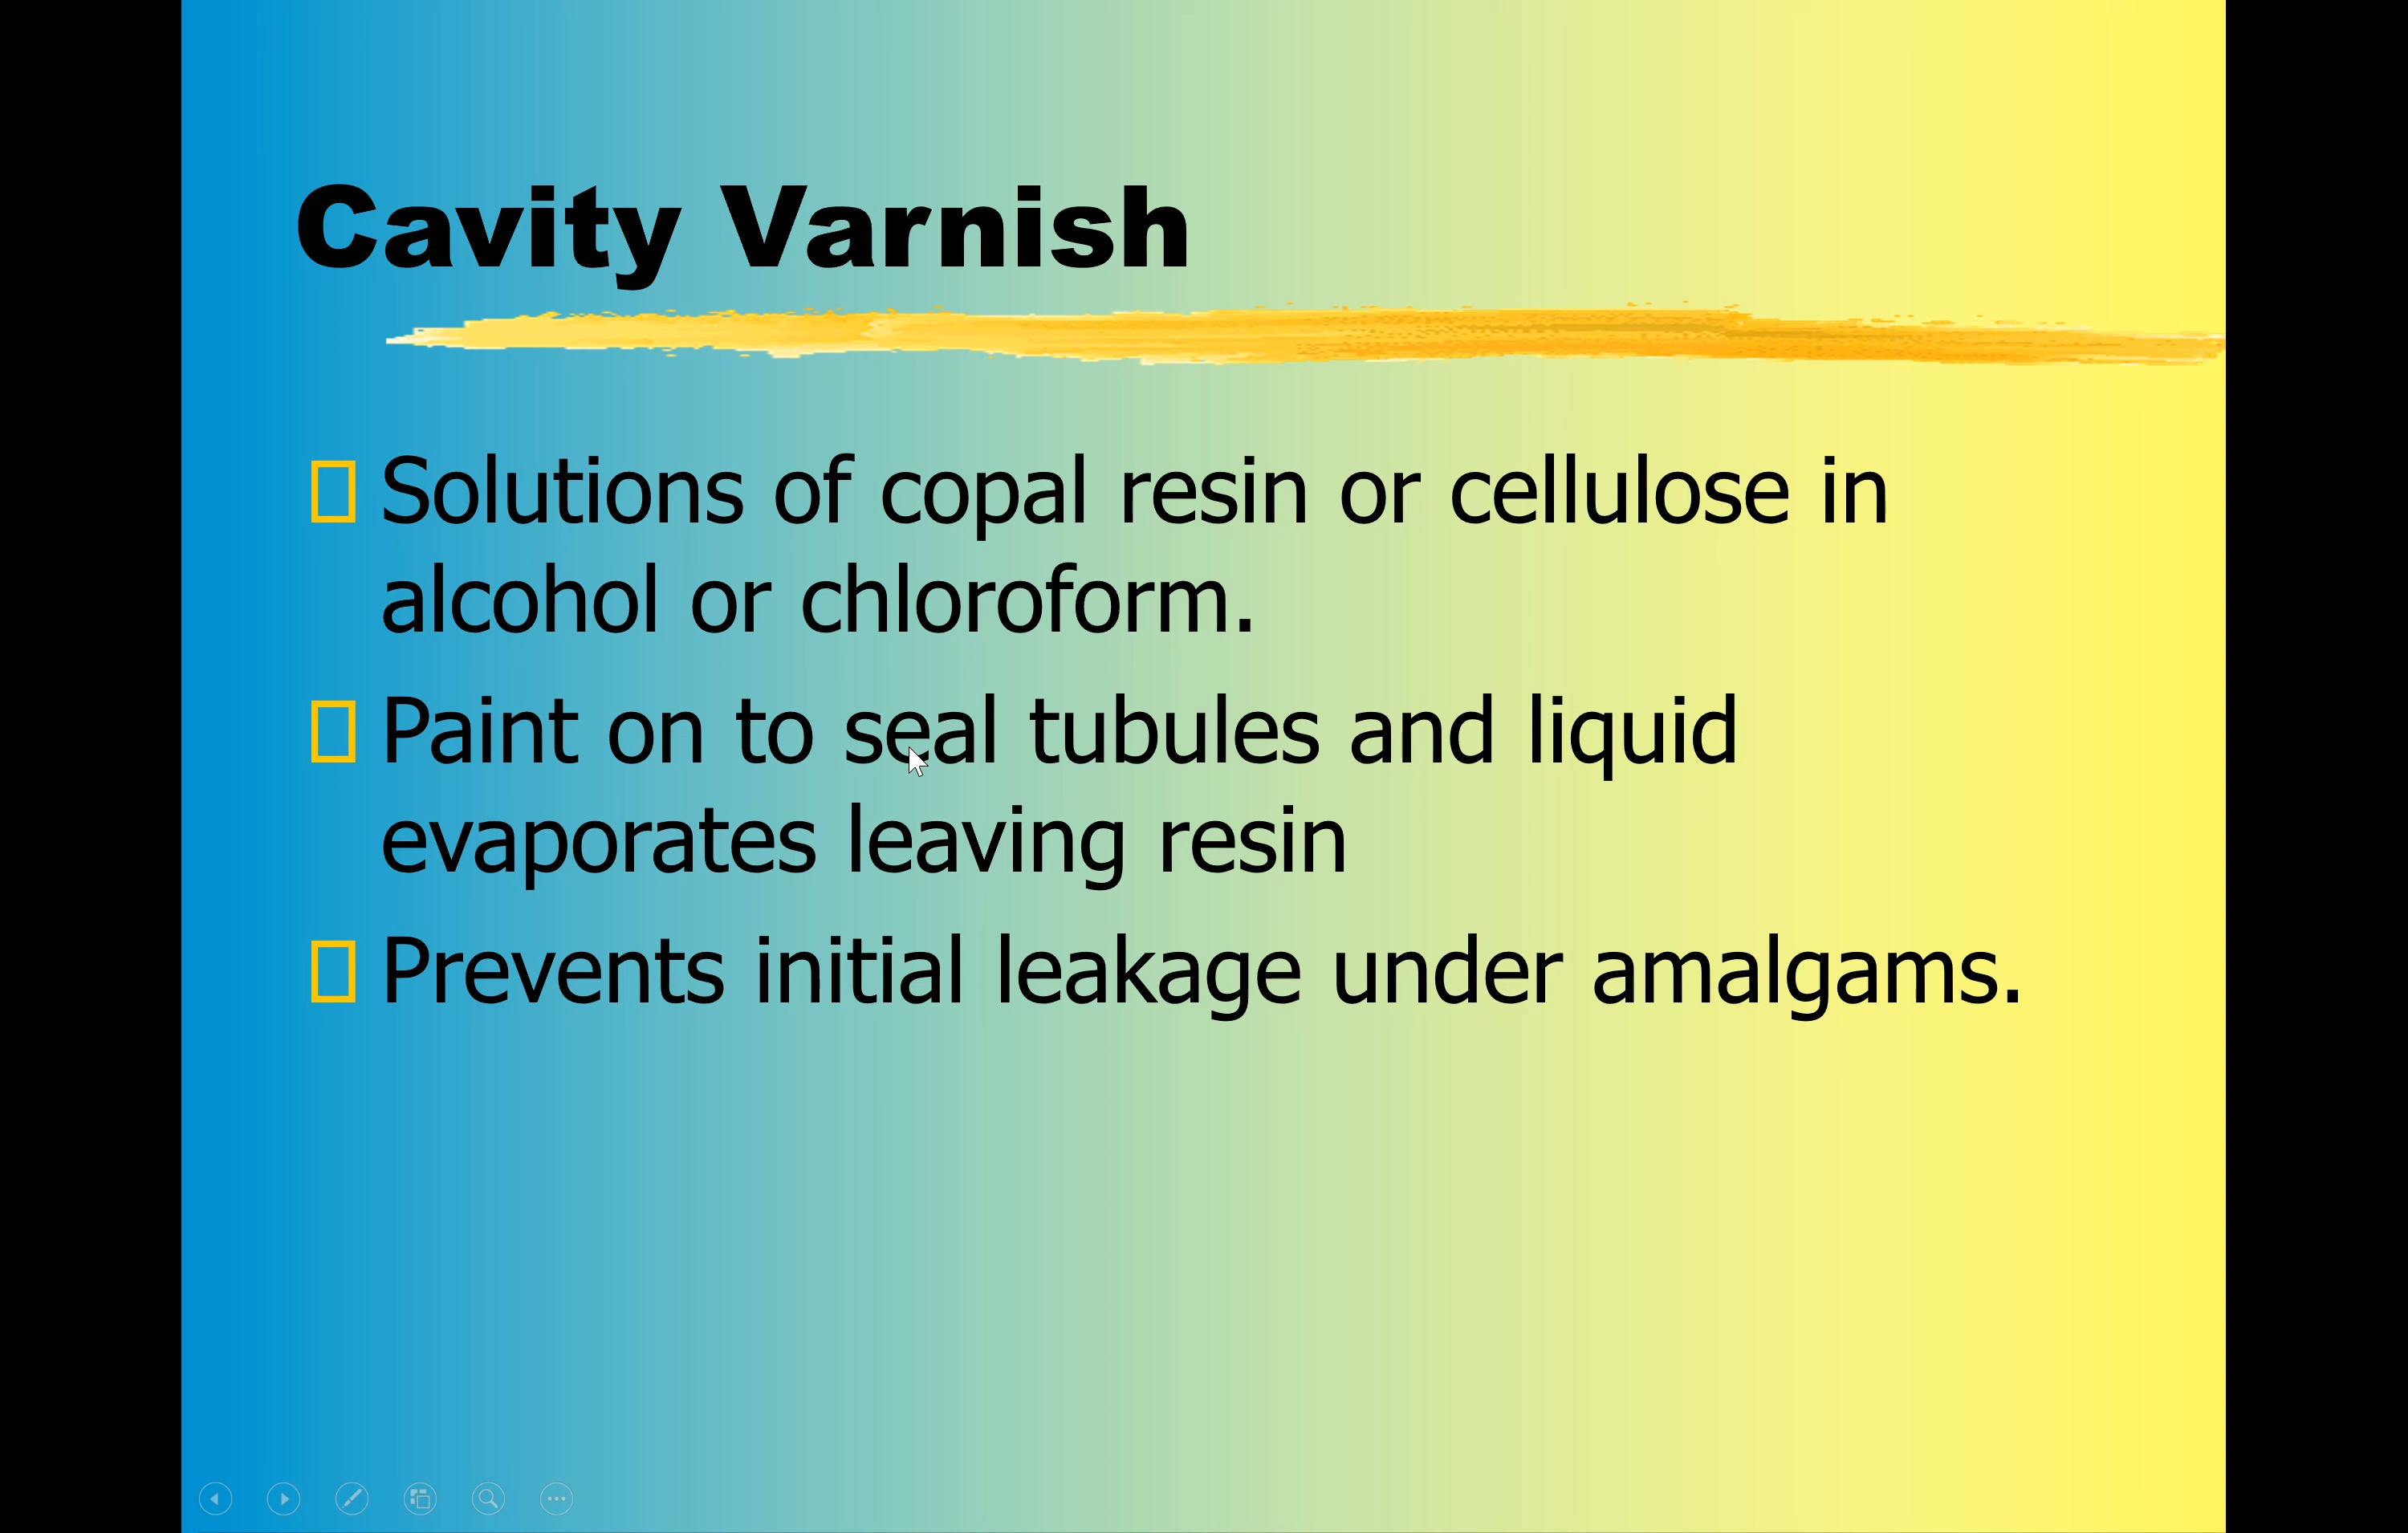 Cavity Varnish
Solutions of copal resin or cellulose in
alcohol or chloroform.
Paint on to seal tubules and liquid
evaporates leaving resin
Prevents initial leakage under amalgams.